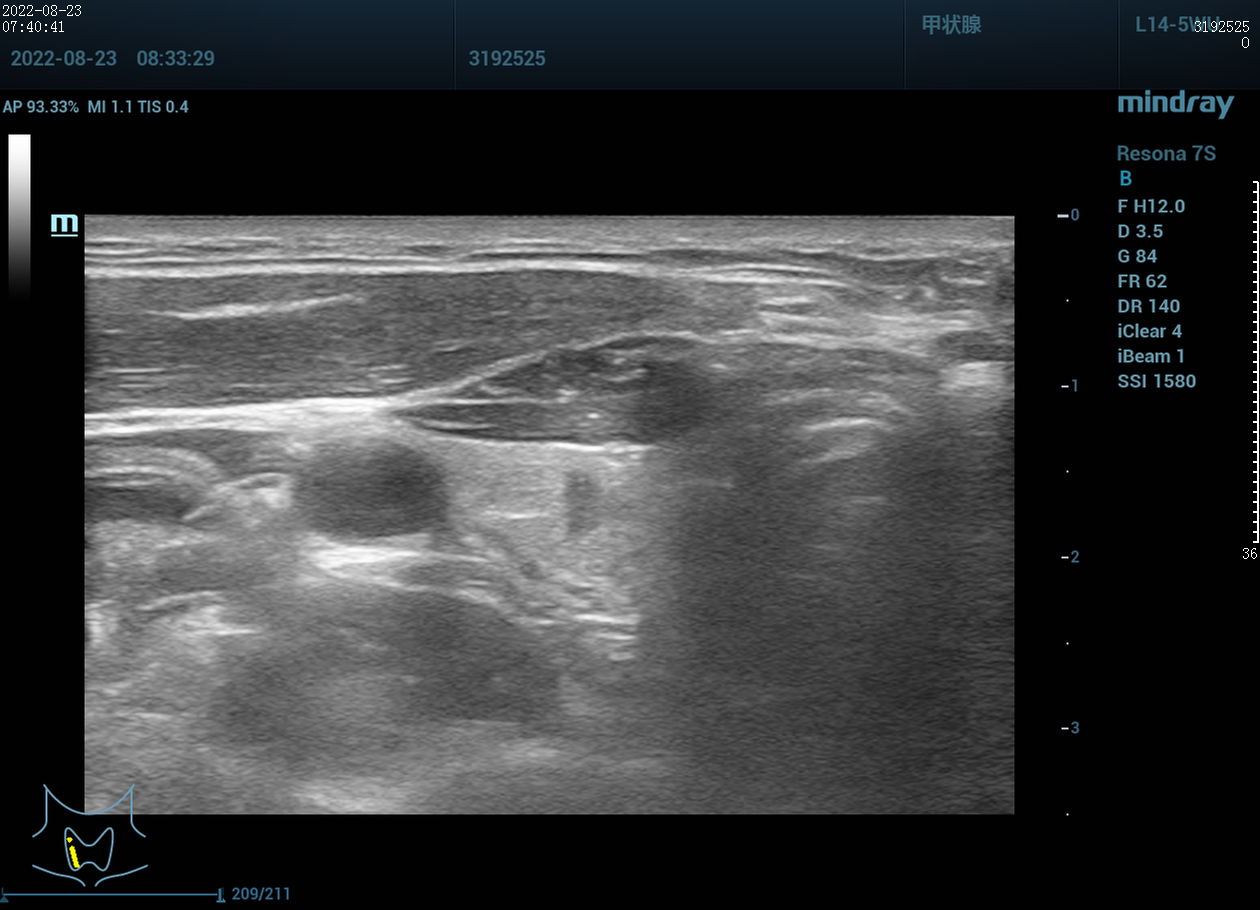 2022-08-23
07:40:41
甲状腺
3192525
0
2022-08-23 08:33:29
3192525
AP 93.33% MI 1.1 TIS 0.4
mindray
Resona 7S
B
m
F H12.0
0
D 3.5
G 84
FR 62
DR 140
iClear 4
iBeam 1
SSI 1580
1
2
36
3
209/211